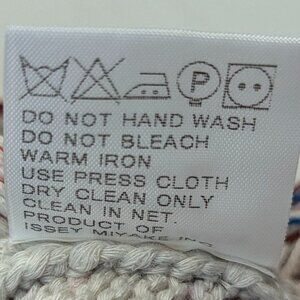 P
DO NOT HAND WASH
DO NOT BLEACH
WARM IRON
USE PRESS CLOTH
DRY CLEAN ONLY
CLEAN IN NET.
PRODUCT OF
ISSEY MIYAKE INC